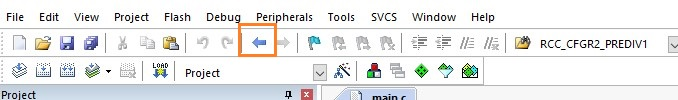 File Edit View Project Flash Debug Peripherals Tools SVCS Window Help
RCC_CFGR2_PREDIV1
LOAD
Project
Project
main.c